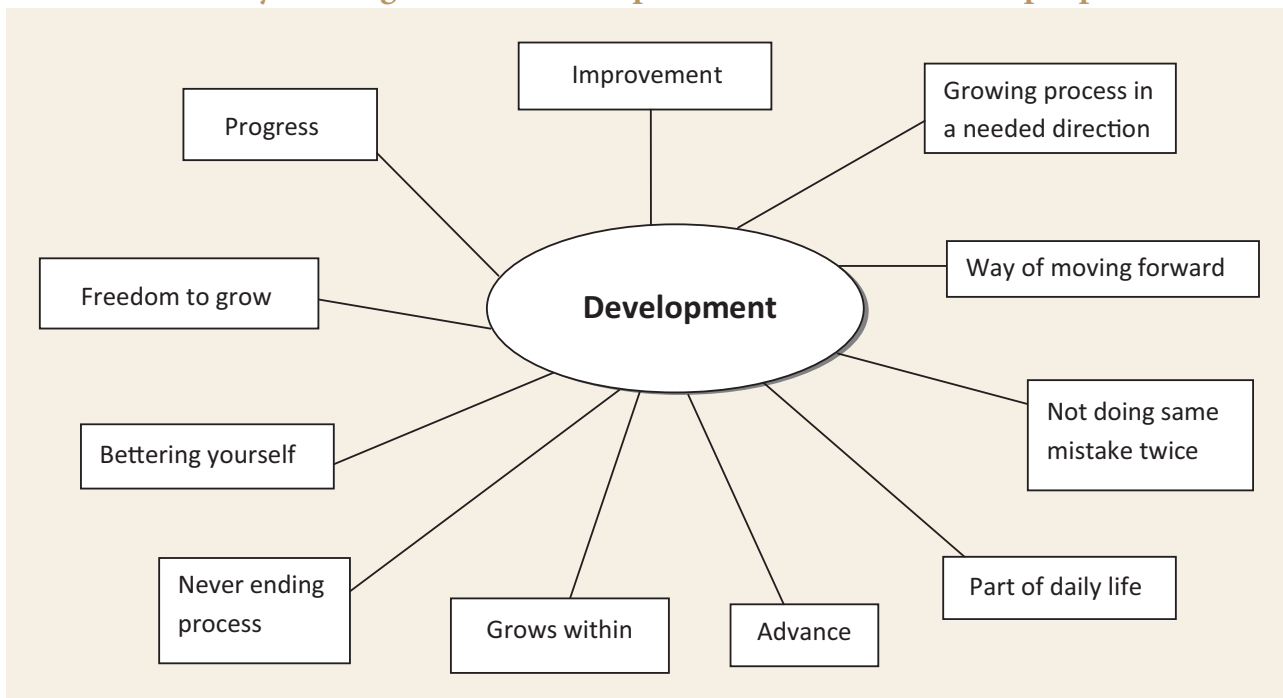 Improvement
Growing process in
a needed direction
Progress
Way of moving forward
Freedom to grow
Development
Not doing same
mistake twice
Bettering yourself
Never ending
process
Grows within
Advance
Part of daily life